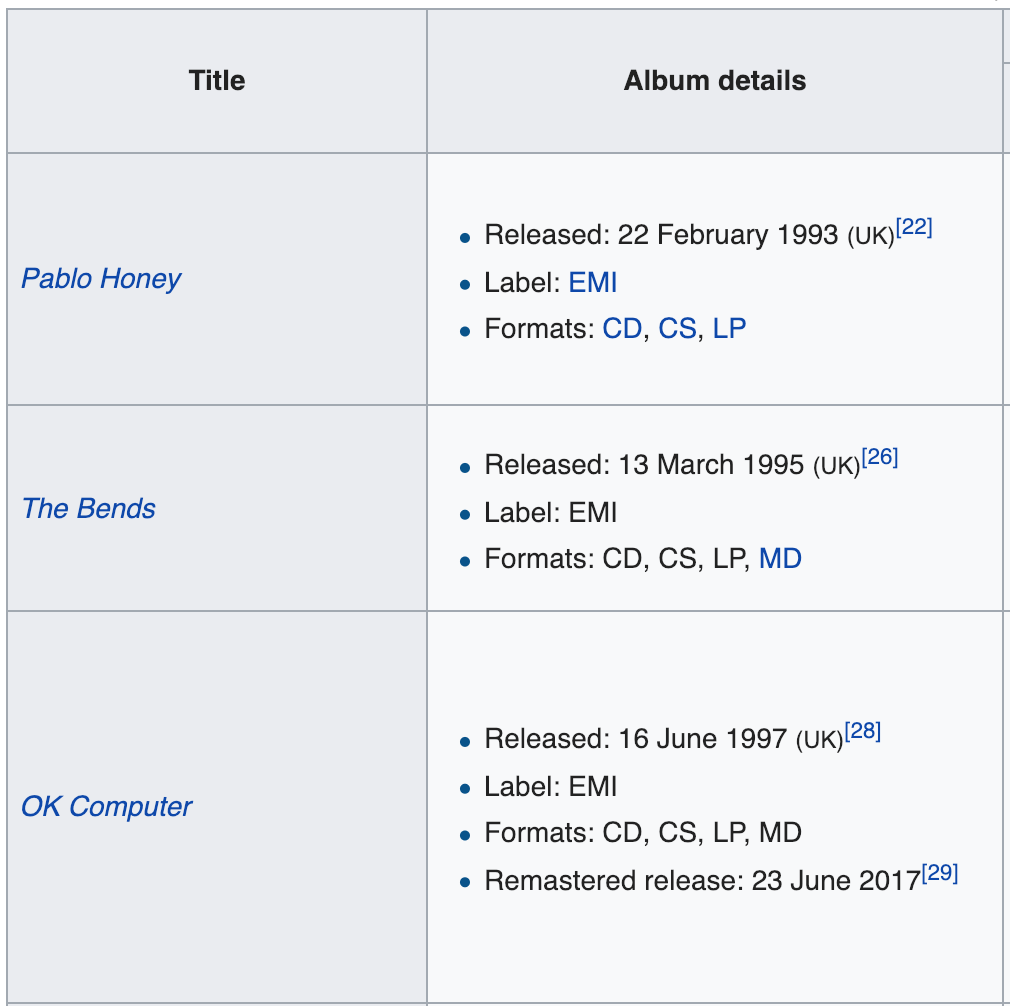 Title
Album details
Pablo Honey
Released: 22 February 1993 (UK)[22]
Label: EMI
Formats: CD, CS, LP
The Bends
Released: 13 March 1995 (UK)[26]
Label: EMI
Formats: CD, CS, LP, MD
OK Computer
Released: 16 June 1997 (UK)[28]
Label: EMI
Formats: CD, CS, LP, MD
Remastered release: 23 June 2017[29]